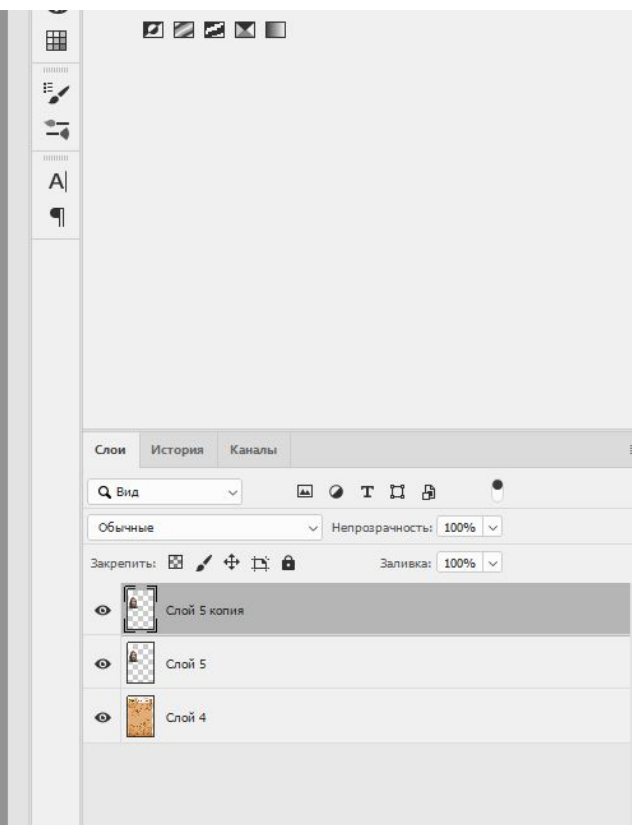 A|
Слои История Каналы
Вид
T
Обычные Непрозрачность: 100%
Закрепить: Заливка: 100%
Слой 5 копия
Слой 5
Слой 4